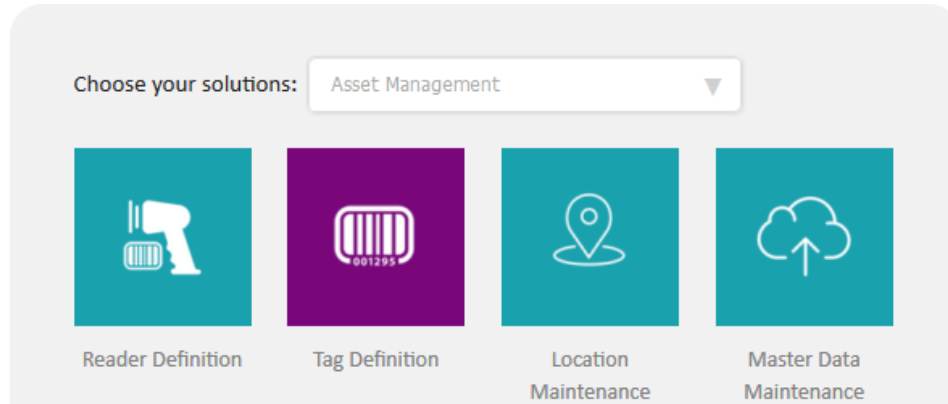 Choose your solutions: Asset Management
001295
Reader Definition Tag Definition Location Master Data
Maintenance Maintenance